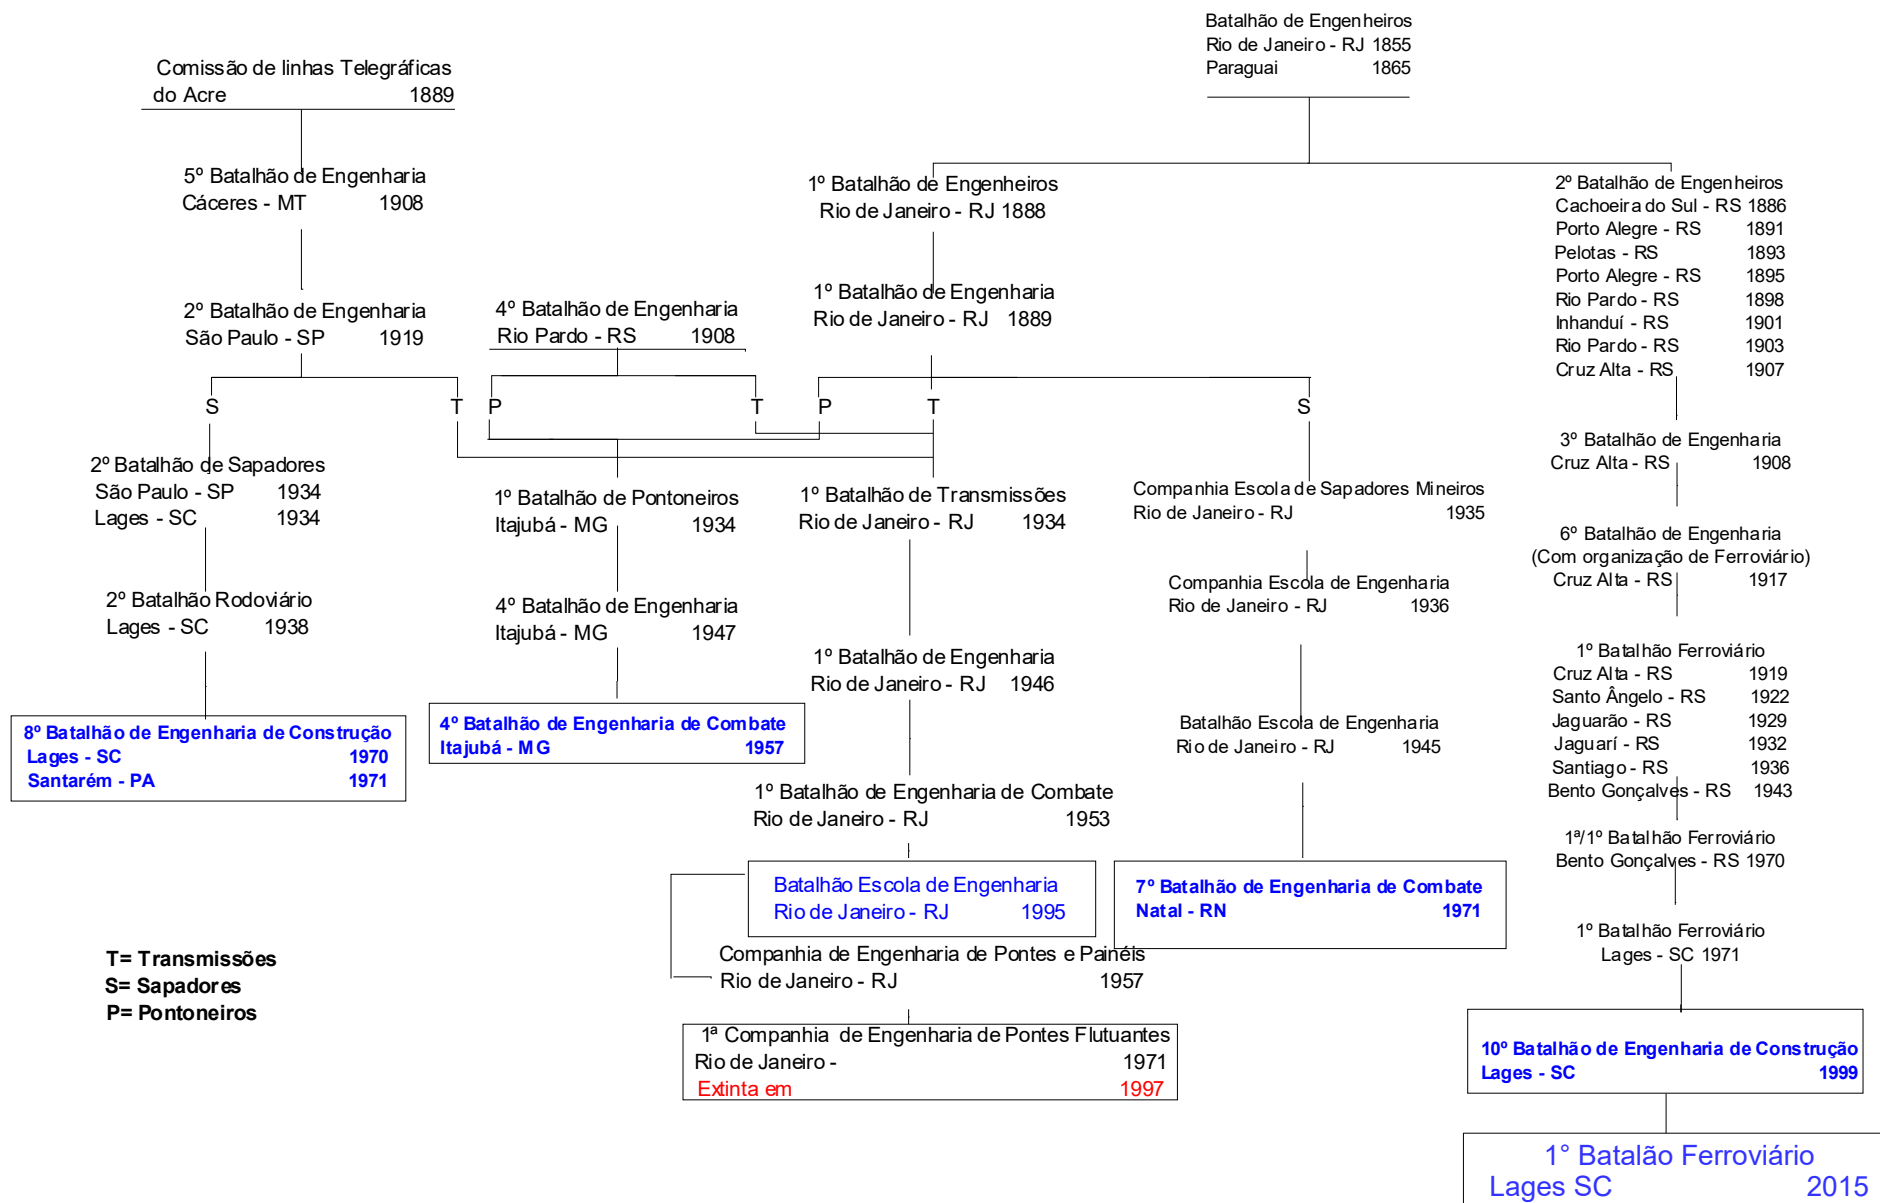 Batalhão de Engenheiros
Rio de Janeiro - RJ 1855
Paraguai 1865
Comissão de linhas Telegráficas
do Acre 1889
5º Batalhão de Engenharia
Cáceres - MT 1908
2º Batalhão de Engenharia
São Paulo - SP 1919
4º Batalhão de Engenharia
Rio Pardo - RS 1908
1º Batalhão de Engenheiros
Rio de Janeiro - RJ 1888
1º Batalhão de Engenharia
Rio de Janeiro - RJ 1889
2º Batalhão de Engenheiros
Cachoeira do Sul - RS 1886
Porto Alegre - RS 1891
Pelotas - RS 1893
Porto Alegre - RS 1895
Rio Pardo - RS 1898
Inhanduí - RS 1901
Rio Pardo - RS 1903
Cruz Alta - RS 1907
S T P T P T S
2º Batalhão de Sapadores
São Paulo - SP 1934
Lages - SC 1934
2º Batalhão Rodoviário
Lages - SC 1938
8º Batalhão de Engenharia de Construção
Lages - SC 1970
Santarém - PA 1971
1º Batalhão de Pontoneiros
Itajubá - MG 1934
4º Batalhão de Engenharia
Itajubá - MG 1947
4º Batalhão de Engenharia de Combate
Itajubá - MG 1957
1º Batalhão de Transmissões
Rio de Janeiro - RJ 1934
1º Batalhão de Engenharia
Rio de Janeiro - RJ 1946
1º Batalhão de Engenharia de Combate
Rio de Janeiro - RJ 1953
Batalhão Escola de Engenharia
Rio de Janeiro - RJ 1995
Companhia de Engenharia de Pontes e Painéis
Rio de Janeiro - RJ 1957
1ª Companhia de Engenharia de Pontes Flutuantes
Rio de Janeiro - 1971
Extinta em 1997
Companhia Escola de Sapadores Mineiros
Rio de Janeiro - RJ 1935
Companhia Escola de Engenharia
Rio de Janeiro - RJ 1936
Batalhão Escola de Engenharia
Rio de Janeiro - RJ 1945
7º Batalhão de Engenharia de Combate
Natal - RN 1971
3º Batalhão de Engenharia
Cruz Alta - RS 1908
6º Batalhão de Engenharia
(Com organização de Ferroviário)
Cruz Alta - RS 1917
1º Batalhão Ferroviário
Cruz Alta - RS 1919
Santo Ângelo - RS 1922
Jaguarão - RS 1929
Jaguarí - RS 1932
Santiago - RS 1936
Bento Gonçalves - RS 1943
1ª/1º Batalhão Ferroviário
Bento Gonçalves - RS 1970
1º Batalhão Ferroviário
Lages - SC 1971
10º Batalhão de Engenharia de Construção
Lages - SC 1999
1° Batalão Ferroviário
Lages SC 2015
T= Transmissões
S= Sapadores
P= Pontoneiros